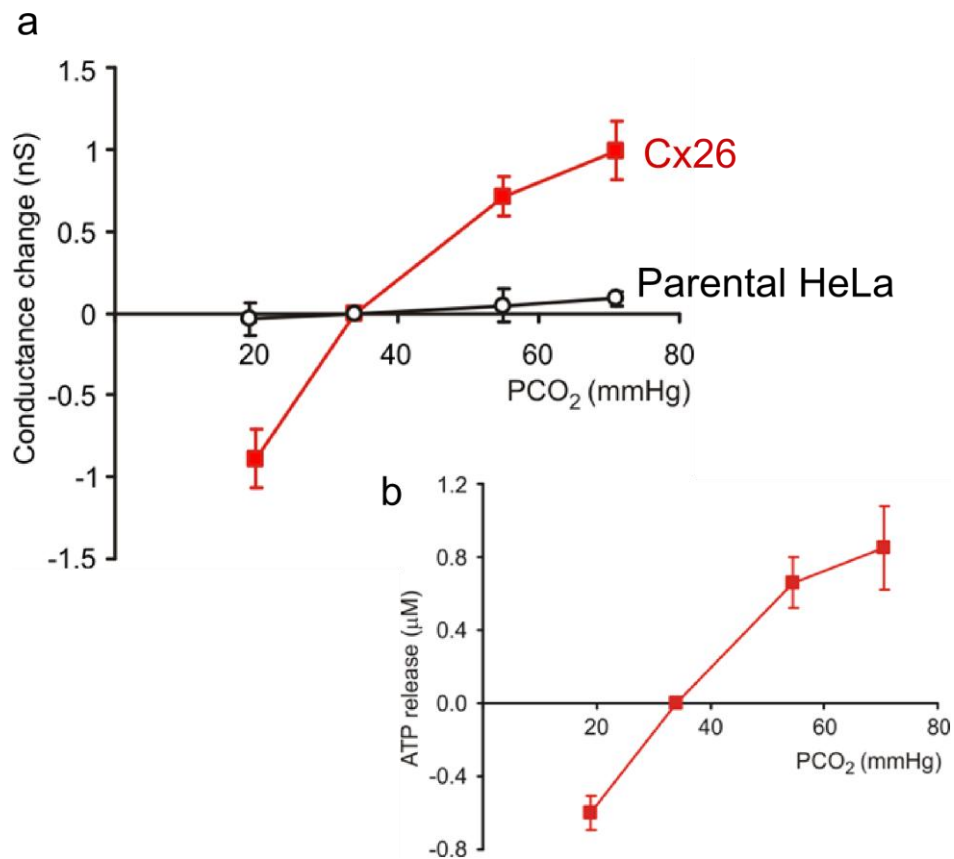 a
1.5
1
0.5
0
-0.5
-1
-1.5
Conductance change (nS)
20
40
60
80
PCO₂ (mmHg)
Cx26
Parental HeLa
b
1.2
0.8
0.4
0.0
-0.4
-0.8
ATP release (μM)
20
40
60
80
PCO₂ (mmHg)